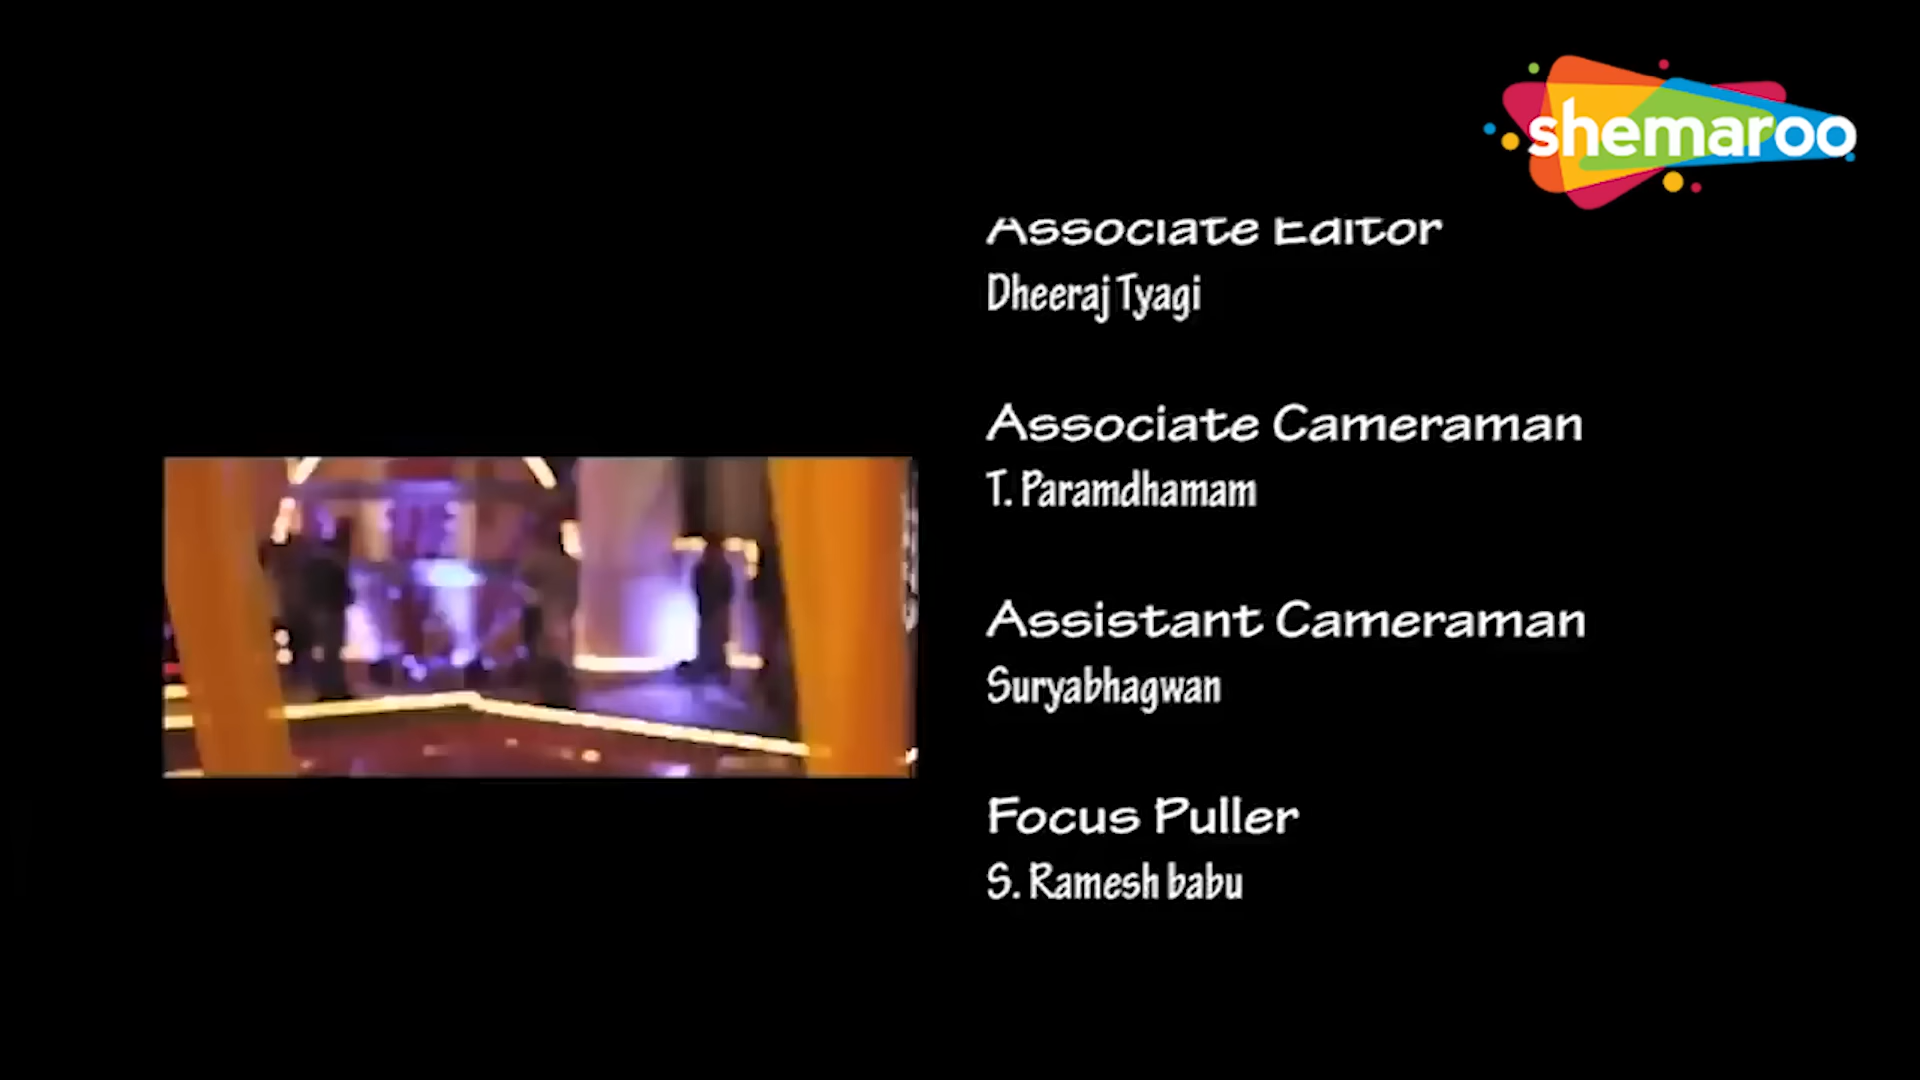 shemaroo
Associate Editor
Dheeraj Tyagi
Associate Cameraman
T. Paramdhamam
Assistant Cameraman
Suryabhagwan
Focus Puller
S. Ramesh babu